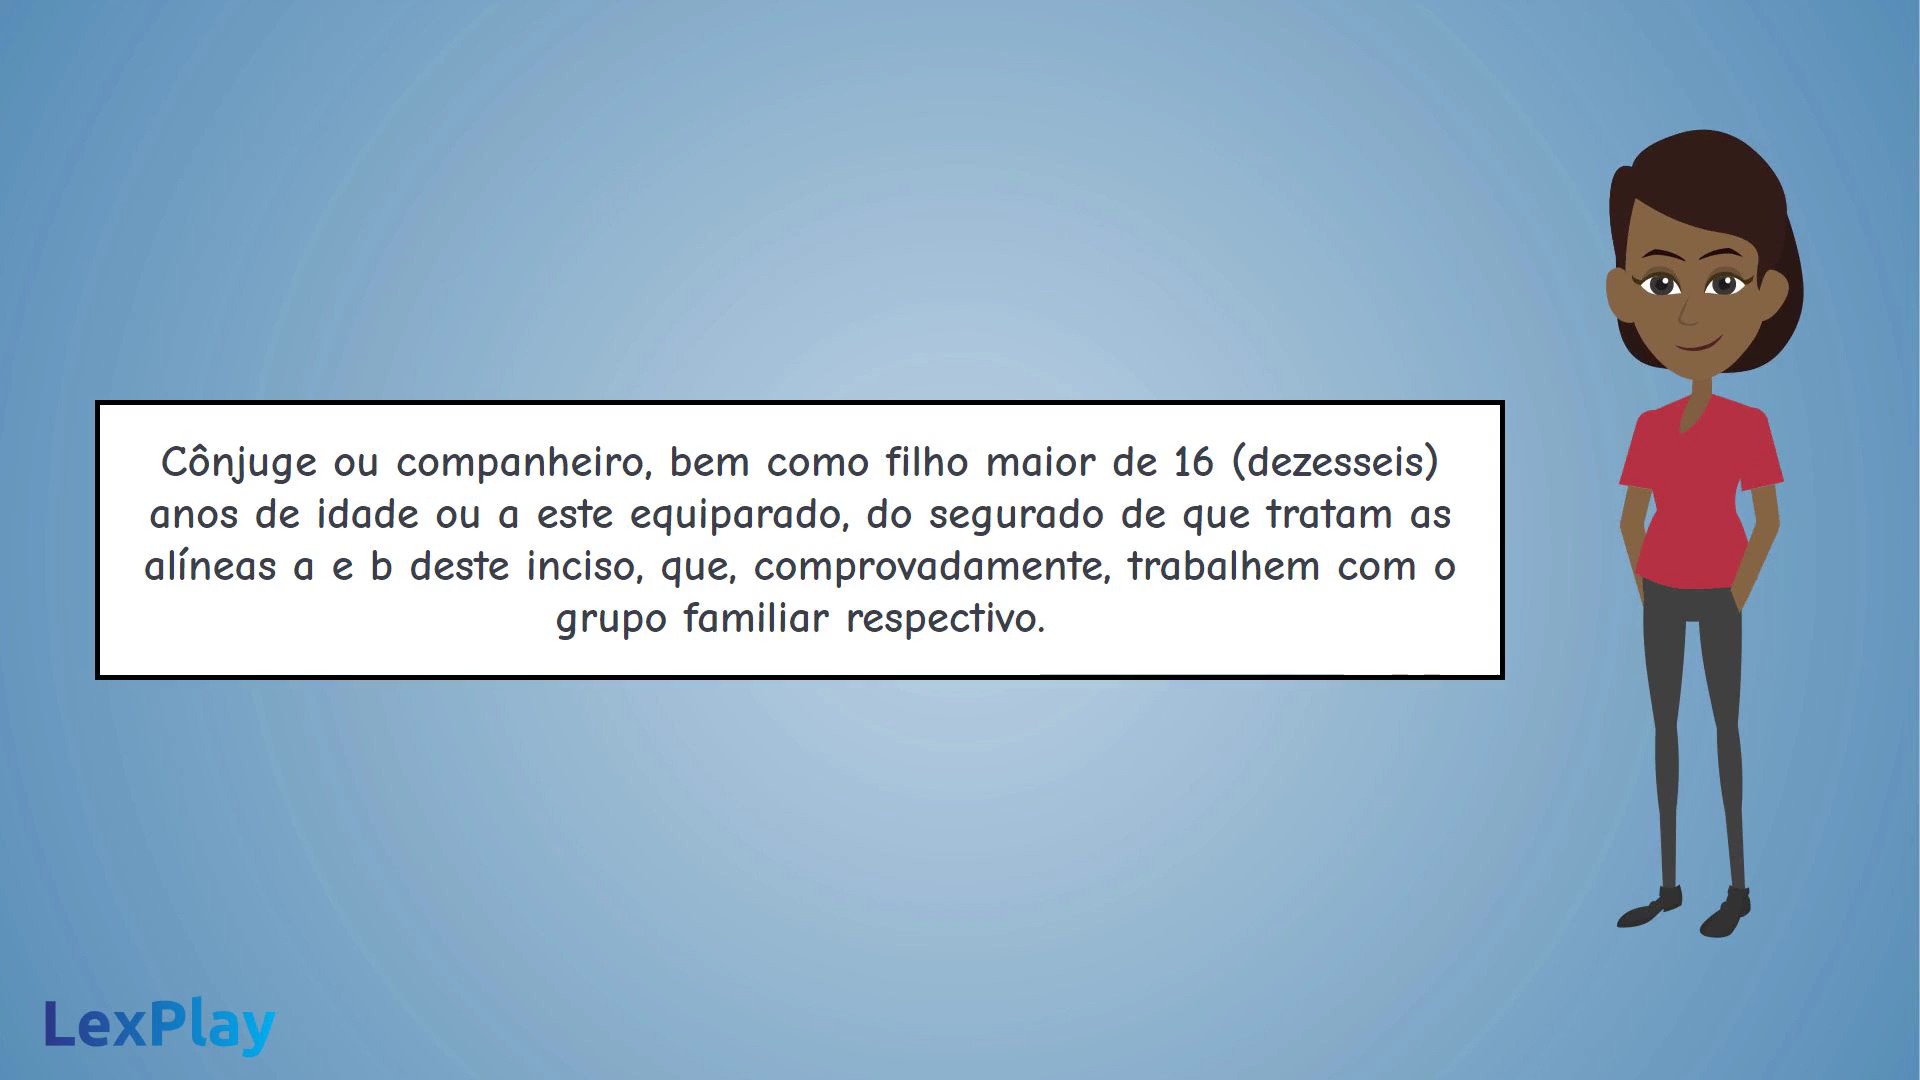 Cônjuge ou companheiro, bem como filho maior de 16 (dezesseis)
anos de idade ou a este equiparado, do segurado de que tratam as
alíneas a e b deste inciso, que, comprovadamente, trabalhem com o
grupo familiar respectivo.
LexPlay